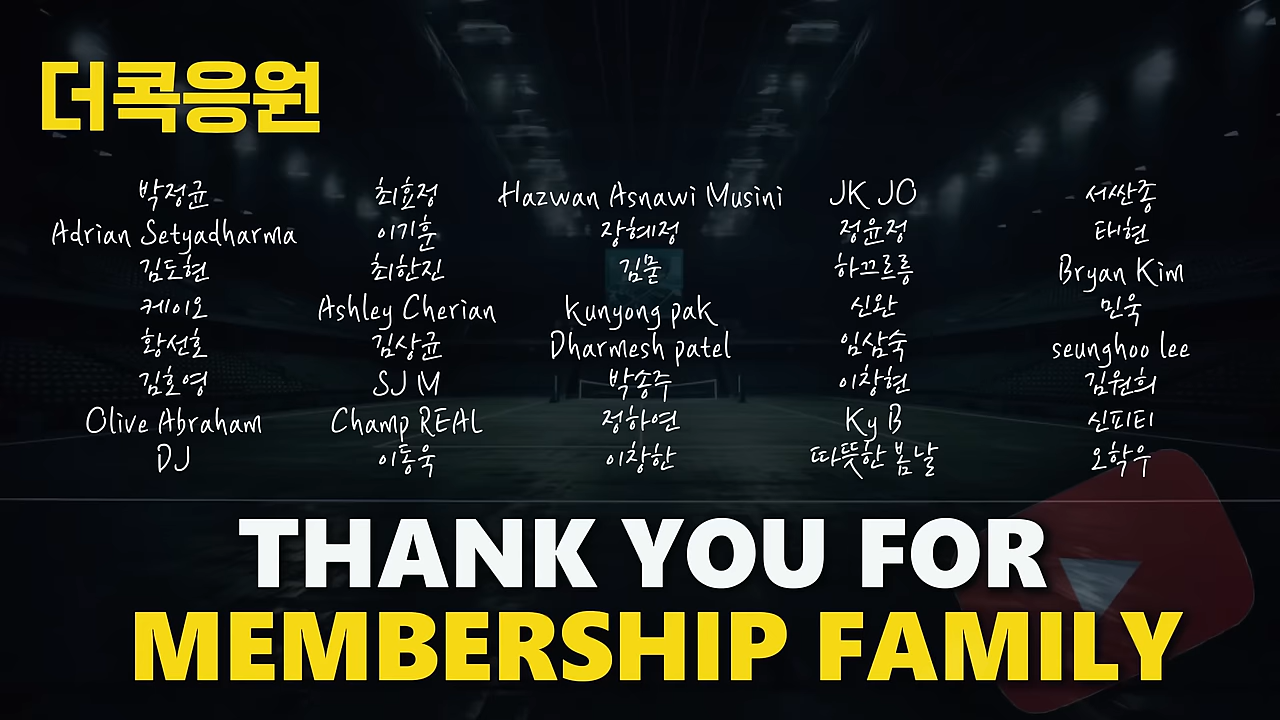 더콕응원
박정균 최효정 Hazwan Asnawi Musini JK JO 서싼종
Adrian Setyadharma 이기훈 장혜정 정윤정 태현
김도현 최한진 김물 하끄르릉 Bryan Kim
케이오 Ashley Cherian kunyong pak 신완 민욱
황선호 김상균 Dharmesh patel 임삼숙 seunghoo lee
김호영 SJ M 박송주 이창현 김원희
Olive Abraham Champ REAL 정하연 Ky B 신피티
DJ 이동욱 이창한 따뜻한 봄날 오학우
THANK YOU FOR
MEMBERSHIP FAMILY